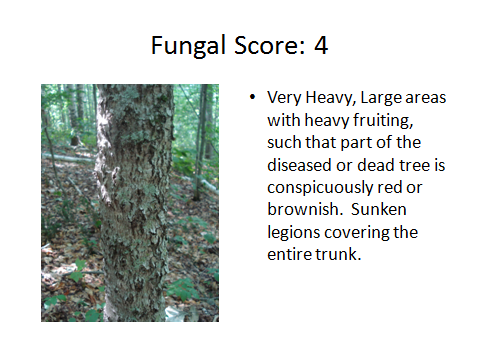 Fungal Score: 4
• Very Heavy, Large areas
with heavy fruiting,
such that part of the
diseased or dead tree is
conspicuously red or
brownish.  Sunken
legions covering the
entire trunk.